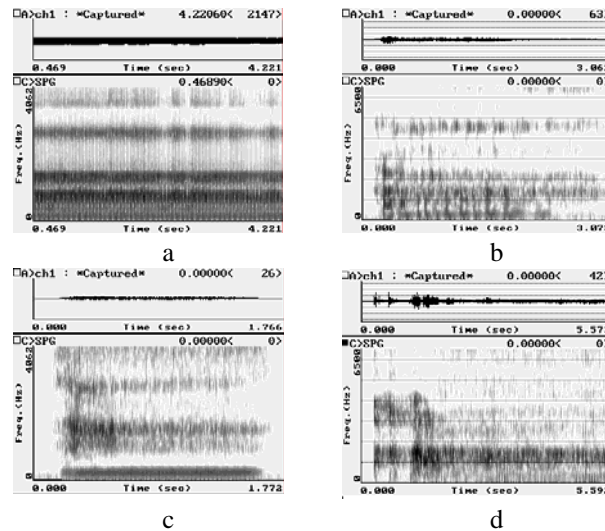 A>ch1 : *Captured* 4.22060< 2147>
0.469 Time (sec) 4.221
C>SPG 0.46890< 0>
4062
Freq.(Hz)
0
0.469 Time (sec) 4.221
a
A>ch1 : *Captured* 0.00000< 63
0.000 Time (sec)
C>SPG 0.00000< 0
6500
Freq.(Hz)
0
0.000 Time (sec)
b
A>ch1 : *Captured* 0.00000< 26>
0.000 Time (sec) 1.766
C>SPG 0.00000< 0>
4062
Freq.(Hz)
0
0.000 Time (sec) 1.772
c
A>ch1 : *Captured* 0.00000< 42
0.000 Time (sec) 5.57
C>SPG 0.00000< 0
6500
Freq.(Hz)
0
0.000 Time (sec) 5.59
d